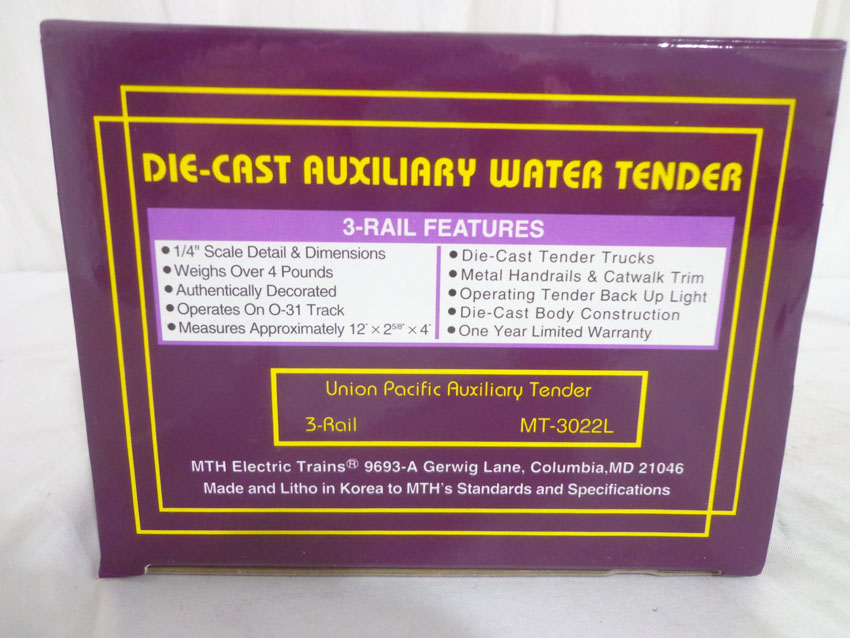 DIE-CAST AUXILIARY WATER TENDER
3-RAIL FEATURES
• 1/4" Scale Detail & Dimensions
• Weighs Over 4 Pounds
• Authentically Decorated
• Operates On O-31 Track
• Measures Approximately 12" × 2 5/8" × 4"
• Die-Cast Tender Trucks
• Metal Handrails & Catwalk Trim
• Operating Tender Back Up Light
• Die-Cast Body Construction
• One Year Limited Warranty
Union Pacific Auxiliary Tender
3-Rail MT-3022L
MTH Electric Trains® 9693-A Gerwig Lane, Columbia,MD 21046
Made and Litho in Korea to MTH's Standards and Specifications